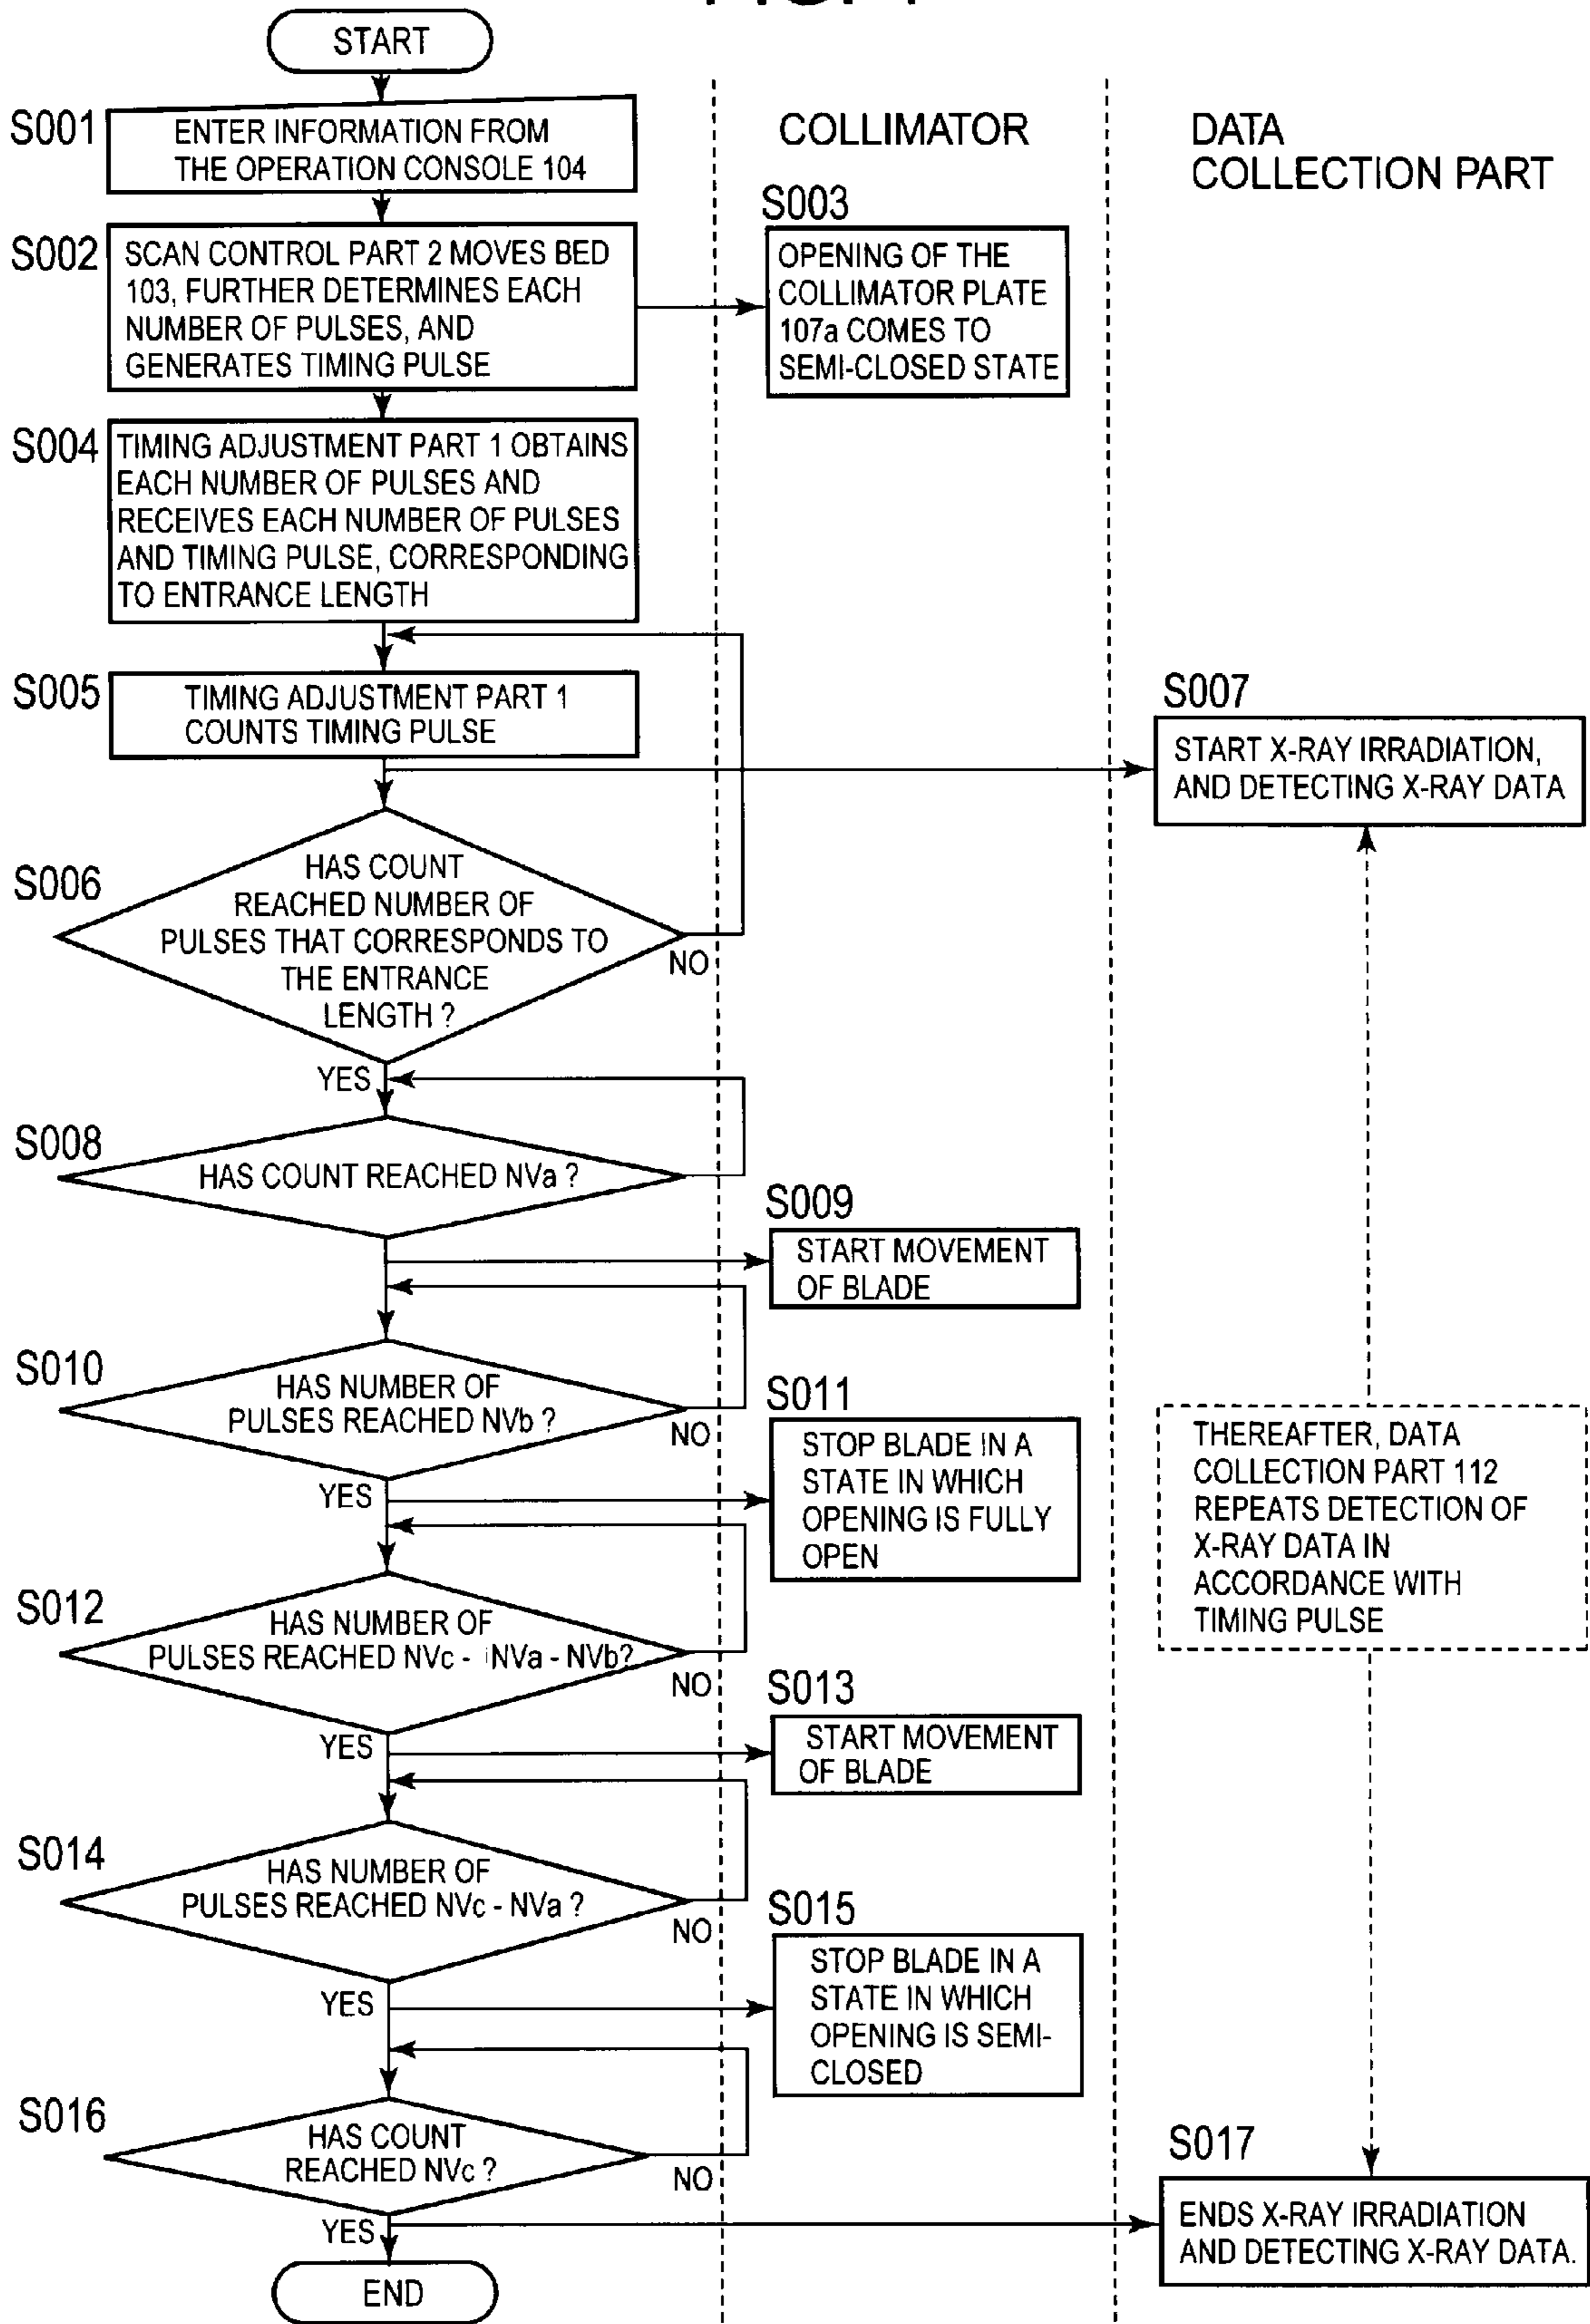 START
S001
ENTER INFORMATION FROM
THE OPERATION CONSOLE 104
COLLIMATOR
DATA
COLLECTION PART
S002
SCAN CONTROL PART 2 MOVES BED
103, FURTHER DETERMINES EACH
NUMBER OF PULSES, AND
GENERATES TIMING PULSE
S003
OPENING OF THE
COLLIMATOR PLATE
107a COMES TO
SEMI-CLOSED STATE
S004
TIMING ADJUSTMENT PART 1 OBTAINS
EACH NUMBER OF PULSES AND
RECEIVES EACH NUMBER OF PULSES
AND TIMING PULSE, CORRESPONDING
TO ENTRANCE LENGTH
S005
TIMING ADJUSTMENT PART 1
COUNTS TIMING PULSE
S007
START X-RAY IRRADIATION,
AND DETECTING X-RAY DATA
S006
HAS COUNT
REACHED NUMBER OF
PULSES THAT CORRESPONDS TO
THE ENTRANCE
LENGTH ?
NO
YES
S008
HAS COUNT REACHED NVa ?
S009
START MOVEMENT
OF BLADE
S010
HAS NUMBER OF
PULSES REACHED NVb ?
NO
YES
S011
STOP BLADE IN A
STATE IN WHICH
OPENING IS FULLY
OPEN
THEREAFTER, DATA
COLLECTION PART 112
REPEATS DETECTION OF
X-RAY DATA IN
ACCORDANCE WITH
TIMING PULSE
S012
HAS NUMBER OF
PULSES REACHED NVc - NVa - NVb?
NO
YES
S013
START MOVEMENT
OF BLADE
S014
HAS NUMBER OF
PULSES REACHED NVc - NVa ?
NO
YES
S015
STOP BLADE IN A
STATE IN WHICH
OPENING IS SEMI-
CLOSED
S016
HAS COUNT
REACHED NVc ?
NO
YES
S017
ENDS X-RAY IRRADIATION
AND DETECTING X-RAY DATA.
END